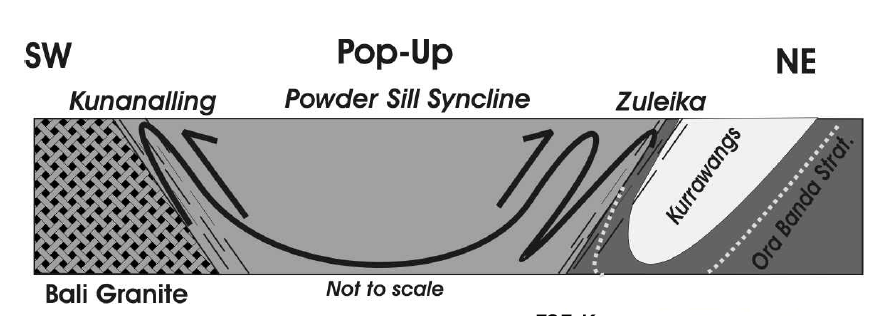 SW
Pop-Up
NE
Kunanalling
Powder Sill Syncline
Zuleika
Kurrawangs
Ora Banda Strat.
Bali Granite
Not to scale